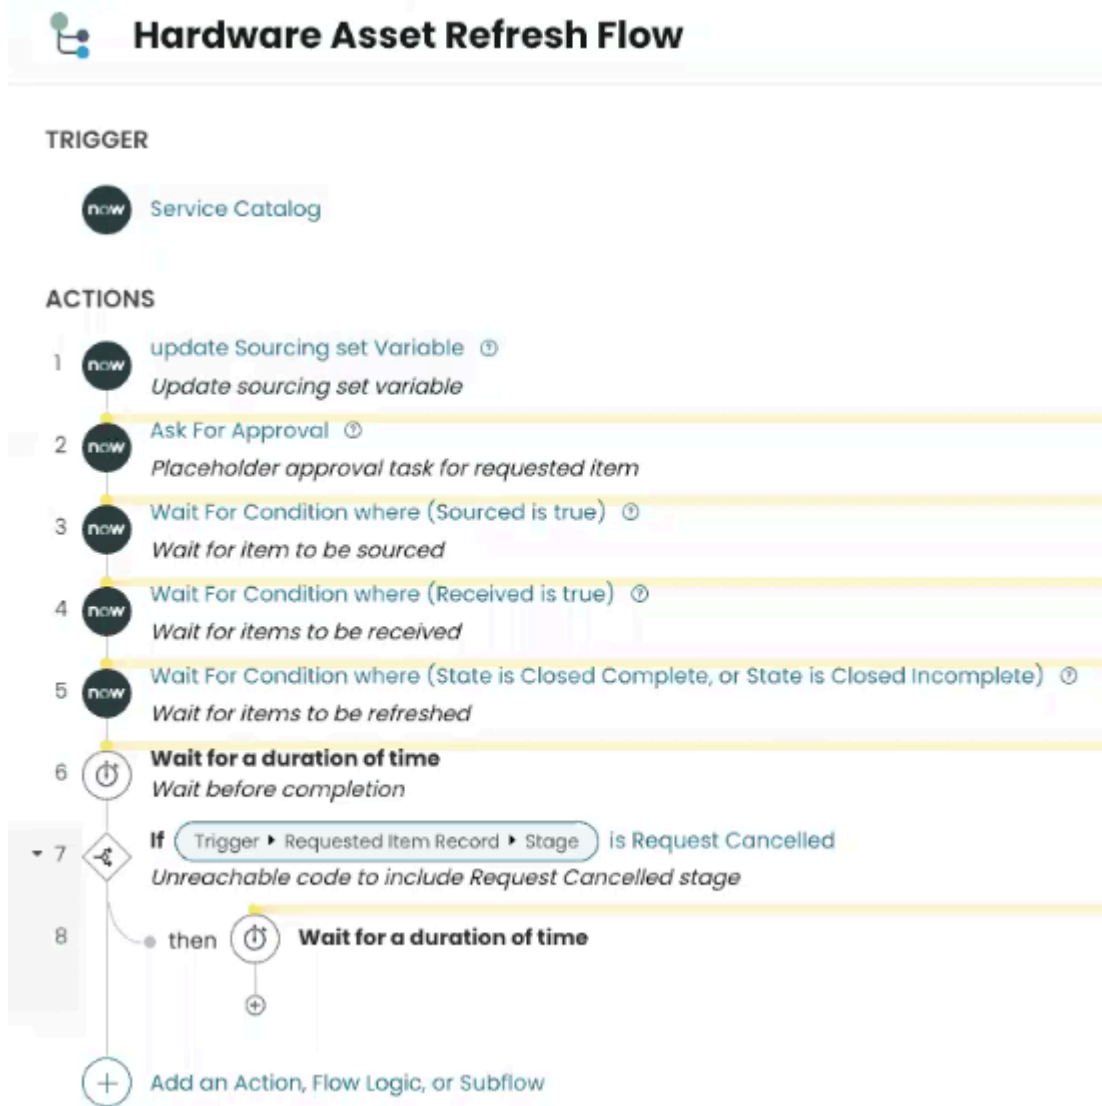 Hardware Asset Refresh Flow
TRIGGER
now Service Catalog
ACTIONS
1 now update Sourcing set Variable ?
Update sourcing set variable
2 now Ask For Approval ?
Placeholder approval task for requested item
3 now Wait For Condition where (Sourced is true) ?
Wait for item to be sourced
4 now Wait For Condition where (Received is true) ?
Wait for items to be received
5 now Wait For Condition where (State is Closed Complete, or State is Closed Incomplete) ?
Wait for items to be refreshed
6 Wait for a duration of time
Wait before completion
7 If Trigger ▸ Requested Item Record ▸ Stage is Request Cancelled
Unreachable code to include Request Cancelled stage
8 then Wait for a duration of time
Add an Action, Flow Logic, or Subflow